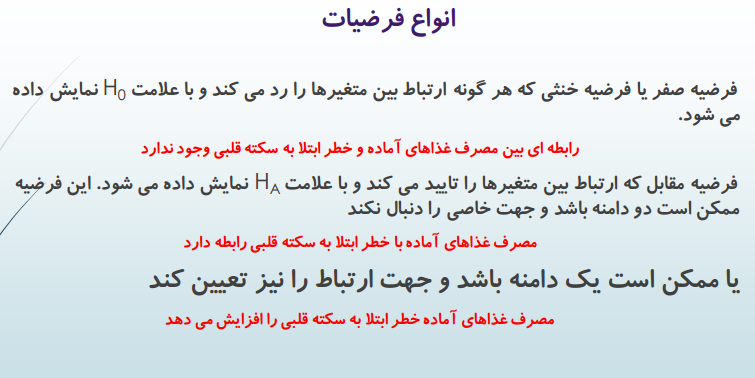 انواع فرضیات
فرضیه صفر یا فرضیه خنثی که هر گونه ارتباط بین متغیرها را رد می کند و با علامت H0 نمایش داده
می شود.
رابطه ای بین مصرف غذاهای آماده و خطر ابتلا به سکته قلبی وجود ندارد
فرضیه مقابل که ارتباط بین متغیرها را تایید می کند و با علامت HA نمایش داده می شود. این فرضیه
ممکن است دو دامنه باشد و جهت خاصی را دنبال نکند
مصرف غذاهای آماده با خطر ابتلا به سکته قلبی رابطه دارد
یا ممکن است یک دامنه باشد و جهت ارتباط را نیز تعیین کند
مصرف غذاهای آماده خطر ابتلا به سکته قلبی را افزایش می دهد